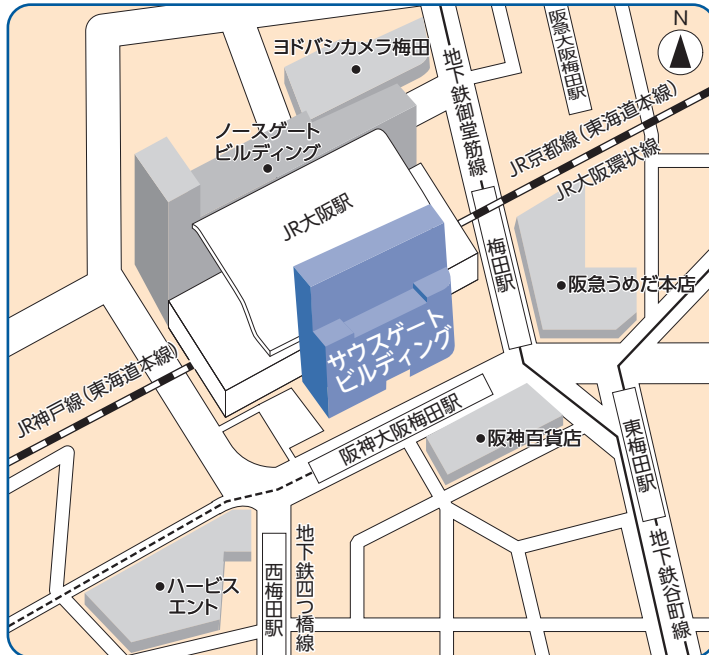 N
ヨドバシカメラ梅田
阪急大阪梅田駅
地下鉄御堂筋線
ノースゲート
ビルディング
JR京都線（東海道本線）
JR大阪環状線
JR大阪駅
梅田駅
阪急うめだ本店
サウスゲート
ビルディング
JR神戸線（東海道本線）
阪神大阪梅田駅
阪神百貨店
東梅田駅
地下鉄谷町線
地下鉄四つ橋線
西梅田駅
ハービス
エント